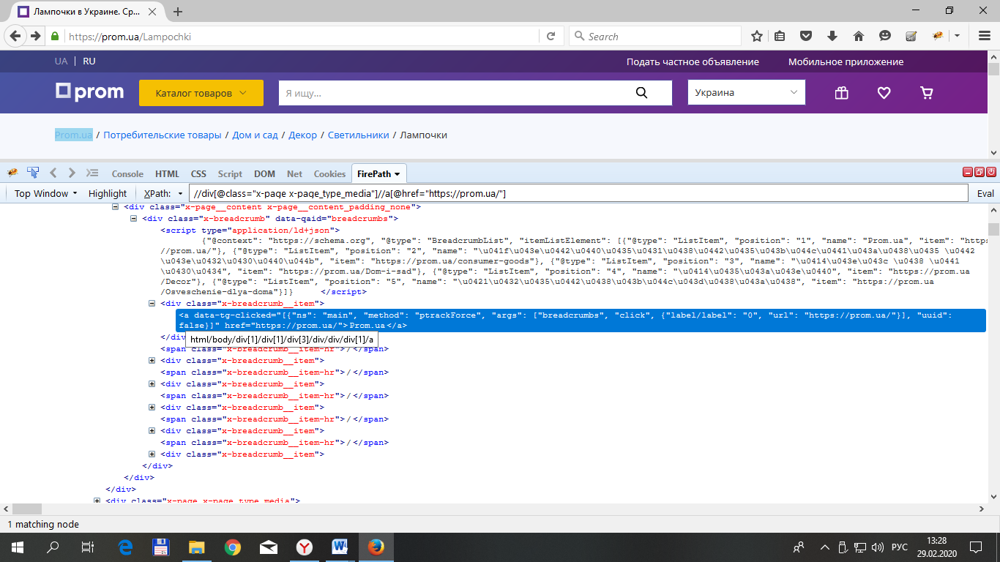 Лампочки в Украине. Ср...
https://prom.ua/Lampochki
Search
UA | RU
Подать частное объявление
Мобильное приложение
prom
Каталог товаров
Я ищу...
Украина
Prom.ua / Потребительские товары / Дом и сад / Декор / Светильники / Лампочки
Console HTML CSS Script DOM Net Cookies FirePath
Top Window Highlight XPath: //div[@class="x-page x-page_type_media"]//a[@href="https://prom.ua/"] Eval
<div class="x-page__content x-page__content_padding_none">
<div class="x-breadcrumb" data-qaid="breadcrumbs">
<script type="application/ld+json">
{"@context": "https://schema.org", "@type": "BreadcrumbList", "itemListElement": [{"@type": "ListItem", "position": "1", "name": "Prom.ua", "item": "https:
//prom.ua/"}, {"@type": "ListItem", "position": "2", "name": "\u041f\u043e\u0442\u0440\u0435\u0431\u0438\u0442\u0435\u043b\u044c\u0441\u043a\u0438\u0435 \u0442
\u043e\u0432\u0430\u0440\u044b", "item": "https://prom.ua/consumer-goods"}, {"@type": "ListItem", "position": "3", "name": "\u0414\u043e\u043c \u0438 \u0441
\u0430\u0434", "item": "https://prom.ua/Dom-i-sad"}, {"@type": "ListItem", "position": "4", "name": "\u0414\u0435\u043a\u043e\u0440", "item": "https://prom.ua
/Decor"}, {"@type": "ListItem", "position": "5", "name": "\u0421\u0432\u0435\u0442\u0438\u043b\u044c\u043d\u0438\u043a\u0438", "item": "https://prom.ua
/Osveschenie-dlya-doma"}]} </script>
<div class="x-breadcrumb__item">
<a data-tg-clicked="[{"ns": "main", "method": "ptrackForce", "args": ["breadcrumbs", "click", {"label/label": "0", "url": "https://prom.ua/"}], "uuid":
false}]" href="https://prom.ua/">Prom.ua</a>
</div>
html/body/div[1]/div[1]/div[3]/div/div/div[1]/a
<span class="x-breadcrumb__item-hr">/</span>
<div class="x-breadcrumb__item">
<span class="x-breadcrumb__item-hr">/</span>
<div class="x-breadcrumb__item">
<span class="x-breadcrumb__item-hr">/</span>
<div class="x-breadcrumb__item">
<span class="x-breadcrumb__item-hr">/</span>
<div class="x-breadcrumb__item">
<span class="x-breadcrumb__item-hr">/</span>
<div class="x-breadcrumb__item">
</div>
</div>
</div>
<div class="x-page x-page_type_media">
1 matching node
РУС
13:28
29.02.2020